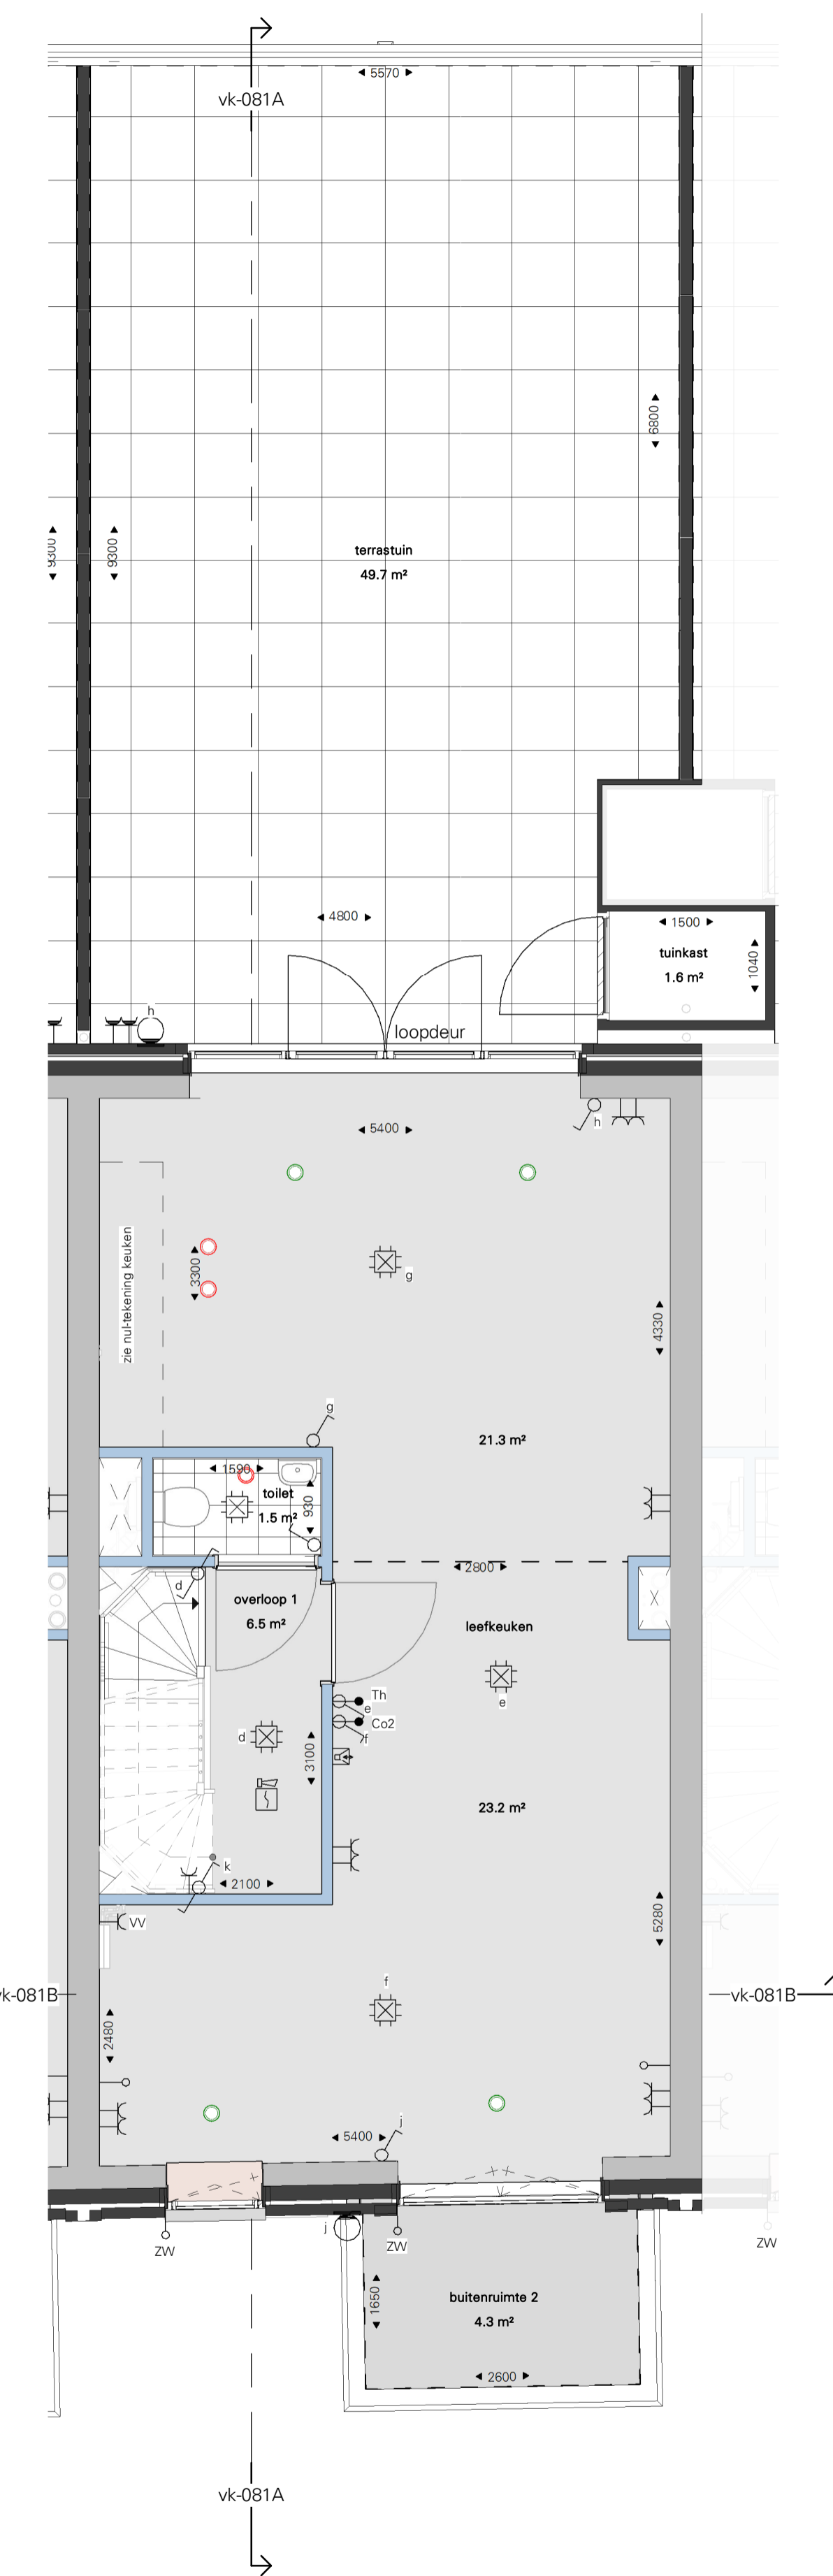 5570
vk-081A
6800
9300
9300
terrastuin
49.7 m²
4800
1500
tuinkast
1.6 m²
1040
h
loopdeur
5400
h
zie nul-tekening keuken
3300
g
4330
g
21.3 m²
1590
toilet
1.5 m²
930
2800
d
overloop 1
6.5 m²
leefkeuken
Th
e
Co2
f
e
d
3100
23.2 m²
k
2100
VV
5280
f
vk-081B
vk-081B
2480
j
5400
j
ZW
ZW
ZW
buitenruimte 2
4.3 m²
1650
2600
vk-081A